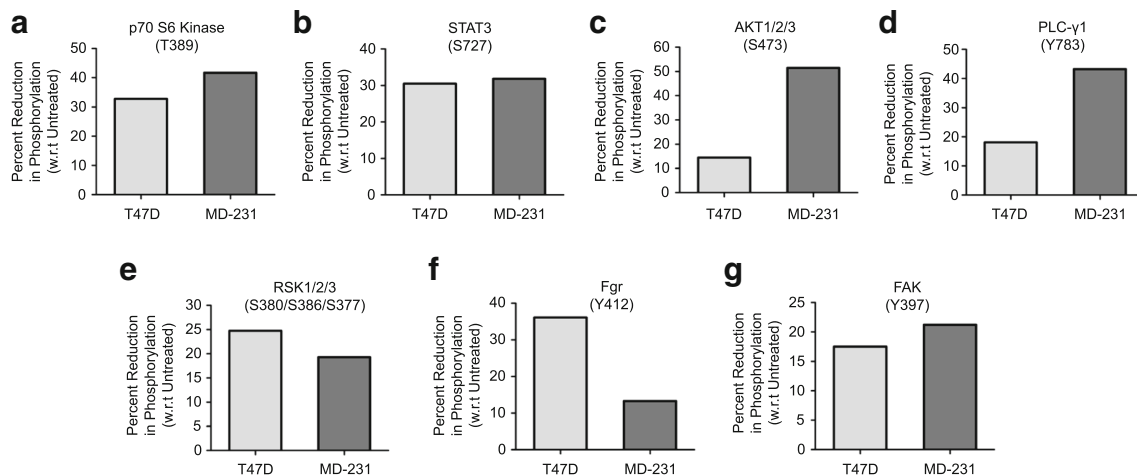 a
p70 S6 Kinase
(T389)
Percent Reduction
in Phosphorylation
(w.r.t Untreated)
50
40
30
20
10
0
T47D MD-231
b
STAT3
(S727)
Percent Reduction
in Phosphorylation
(w.r.t Untreated)
40
30
20
10
0
T47D MD-231
c
AKT1/2/3
(S473)
Percent Reduction
in Phosphorylation
(w.r.t Untreated)
60
50
40
30
20
10
0
T47D MD-231
d
PLC-γ1
(Y783)
Percent Reduction
in Phosphorylation
(w.r.t Untreated)
50
40
30
20
10
0
T47D MD-231
e
RSK1/2/3
(S380/S386/S377)
Percent Reduction
in Phosphorylation
(w.r.t Untreated)
30
25
20
15
10
5
0
T47D MD-231
f
Fgr
(Y412)
Percent Reduction
in Phosphorylation
(w.r.t Untreated)
40
30
20
10
0
T47D MD-231
g
FAK
(Y397)
Percent Reduction
in Phosphorylation
(w.r.t Untreated)
25
20
15
10
5
0
T47D MD-231